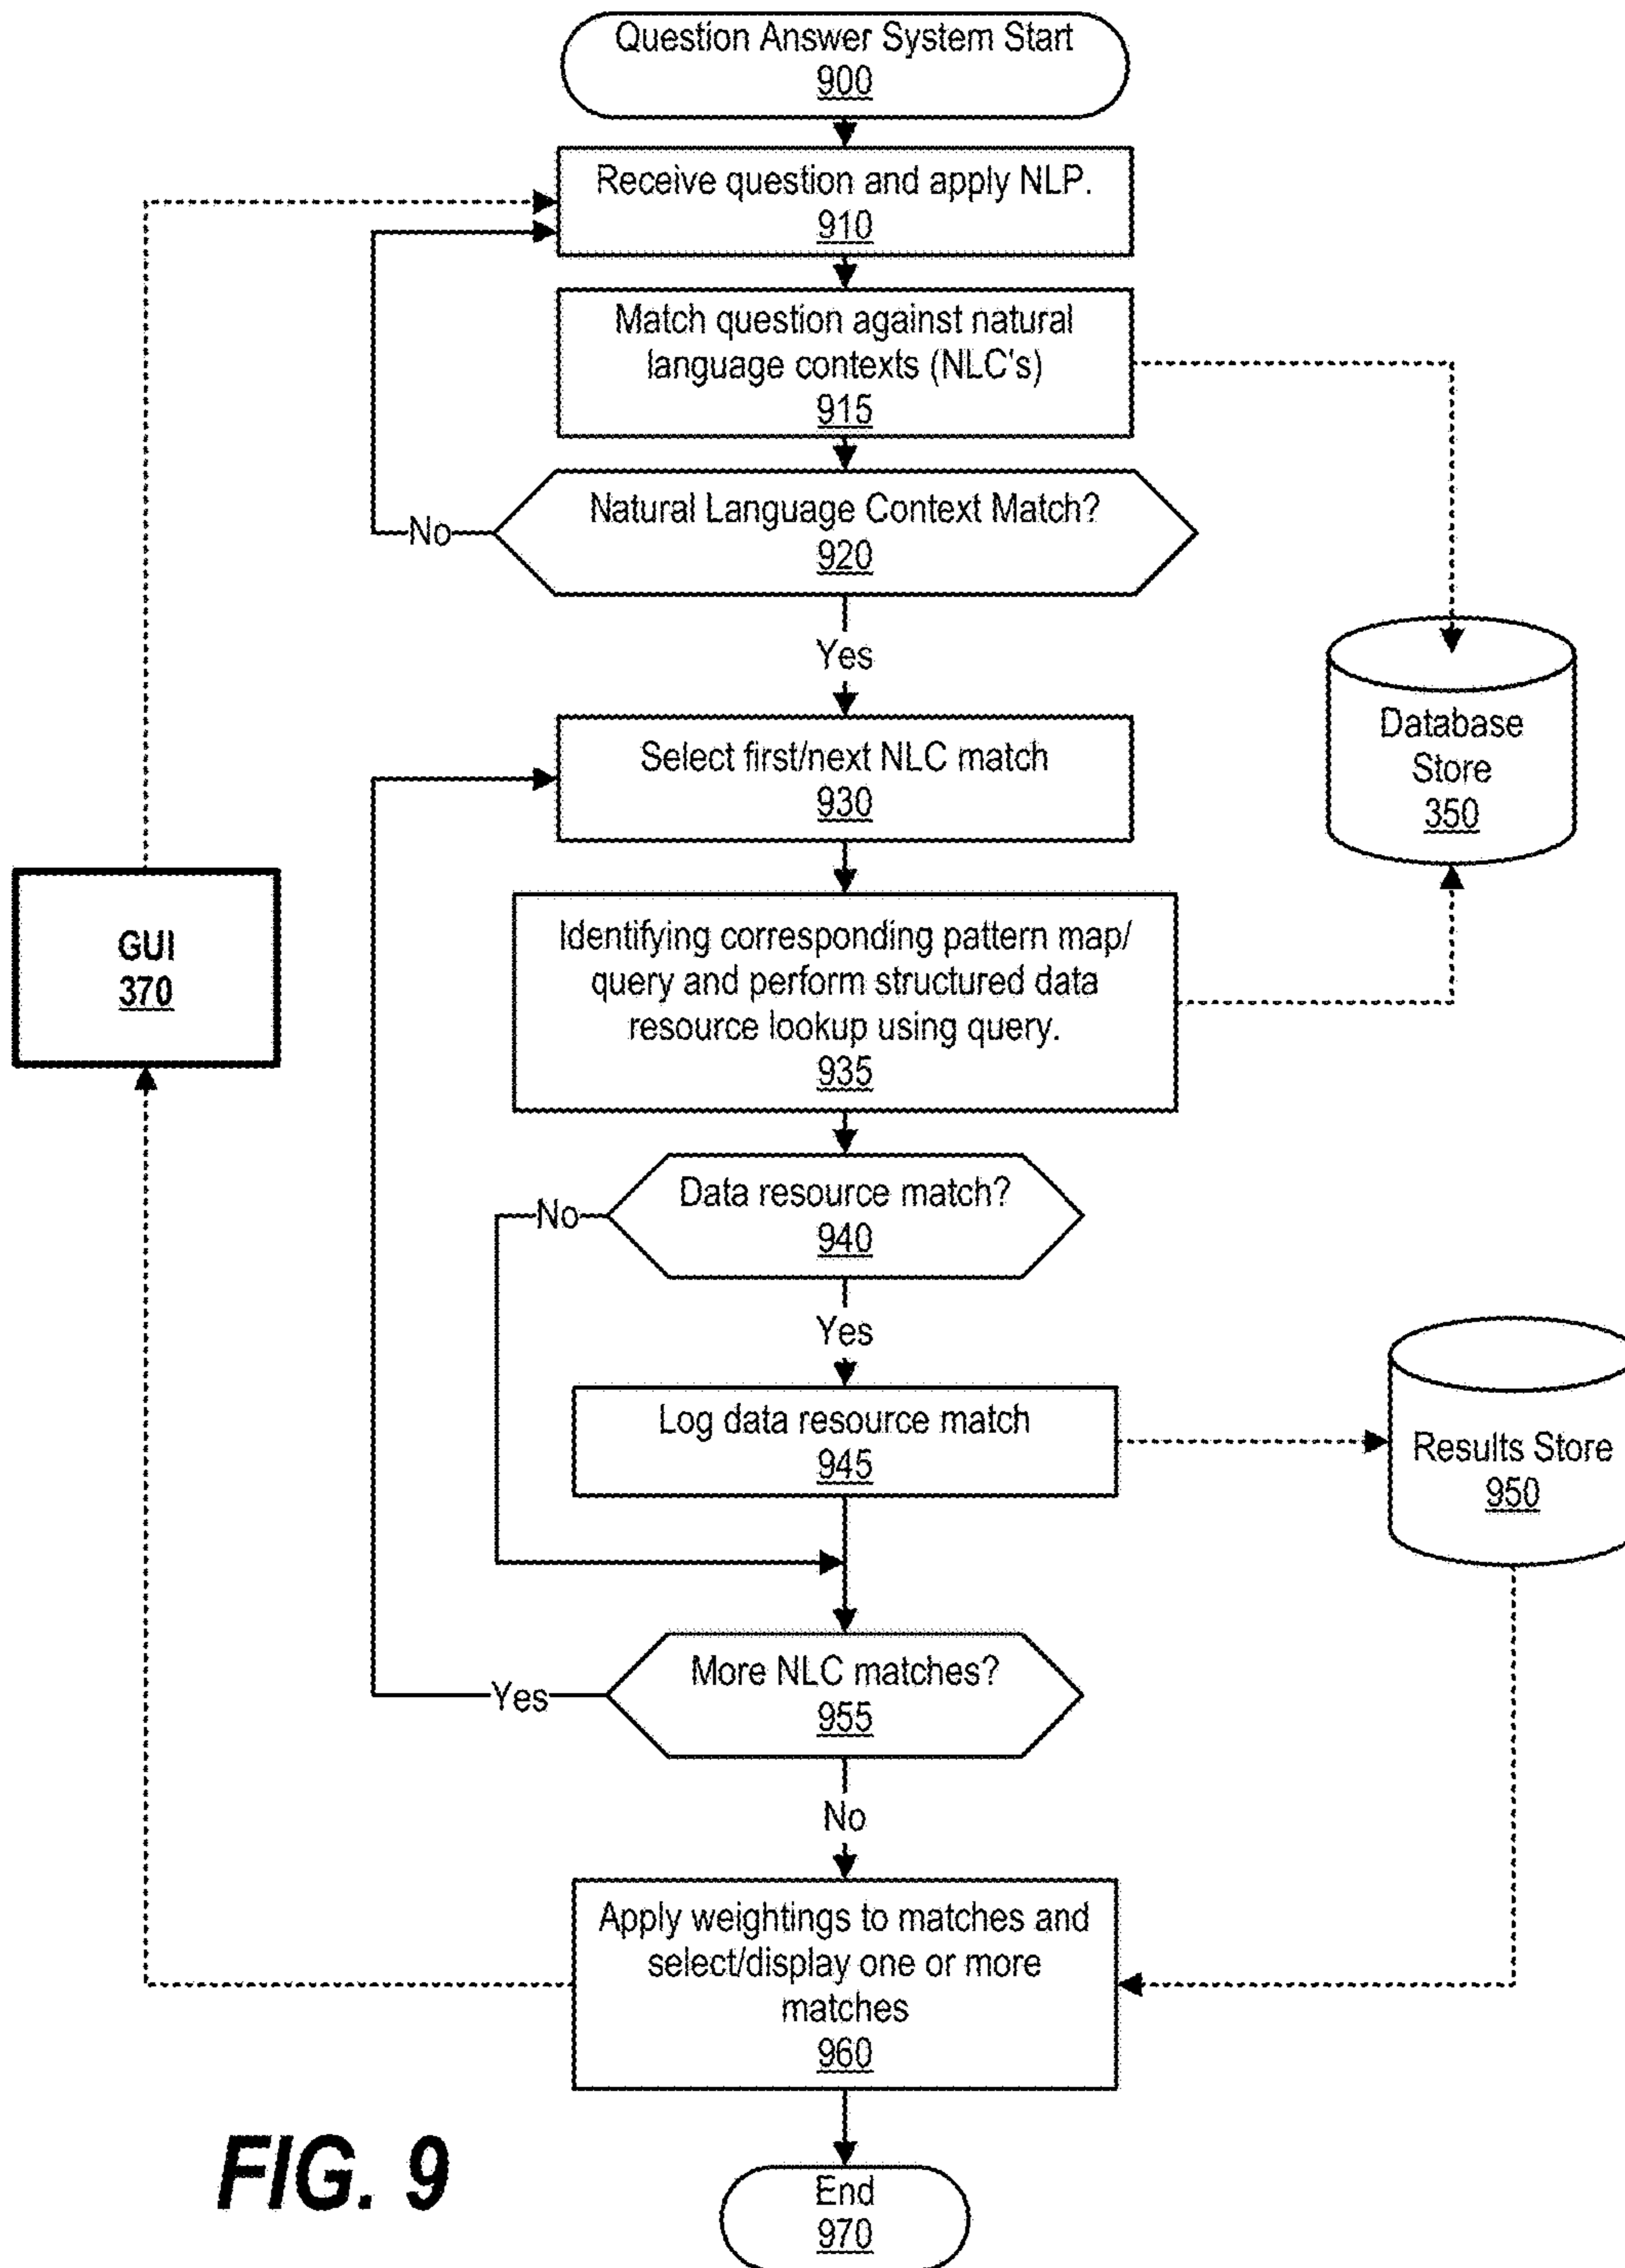 Question Answer System Start
900
Receive question and apply NLP.
910
Match question against natural
language contexts (NLC's)
915
Natural Language Context Match?
920
No
Yes
Database
Store
350
Select first/next NLC match
930
GUI
370
Identifying corresponding pattern map/
query and perform structured data
resource lookup using query.
935
Data resource match?
940
No
Yes
Log data resource match
945
Results Store
950
More NLC matches?
955
Yes
No
Apply weightings to matches and
select/display one or more
matches
960
FIG. 9
End
970